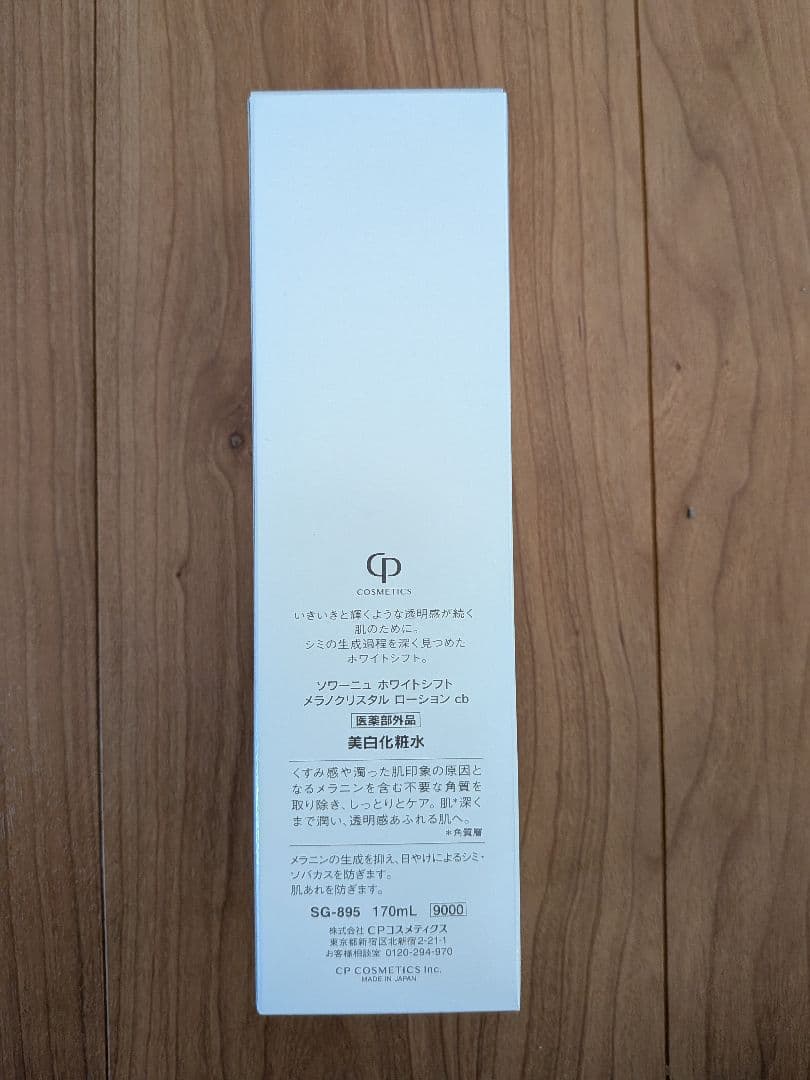 CP
COSMETICS
いきいきと輝くような透明感が続く
肌のために。
シミの生成過程を深く見つめた
ホワイトシフト。
ソワーニュ ホワイトシフト
メラノクリスタル ローション cb
医薬部外品
美白化粧水
くすみ感や濁った肌印象の原因と
なるメラニンを含む不要な角質を
取り除き、しっとりとケア。肌*深く
まで潤い、透明感あふれる肌へ。
*角質層
メラニンの生成を抑え、日やけによるシミ・
ソバカスを防ぎます。
肌あれを防ぎます。
SG-895 170mL 9000
株式会社 CPコスメティクス
東京都新宿区北新宿2-21-1
お客様相談室 0120-294-970
CP COSMETICS Inc.
MADE IN JAPAN